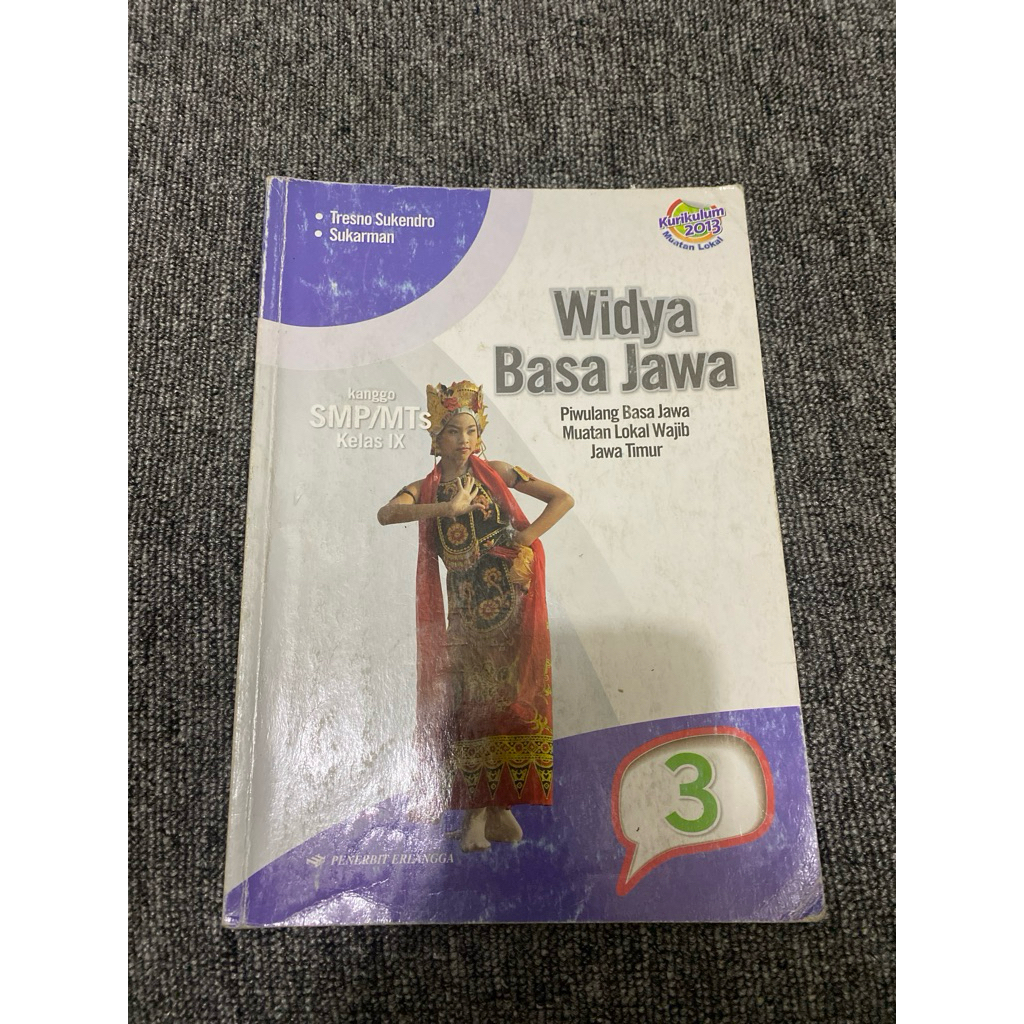 • Tresno Sukendro
• Sukarman
Kurikulum
2013
Muatan Lokal
Widya
Basa Jawa
Piwulang Basa Jawa
Muatan Lokal Wajib
Jawa Timur
kanggo
SMP/MTs
Kelas IX
3
PENERBIT ERLANGGA